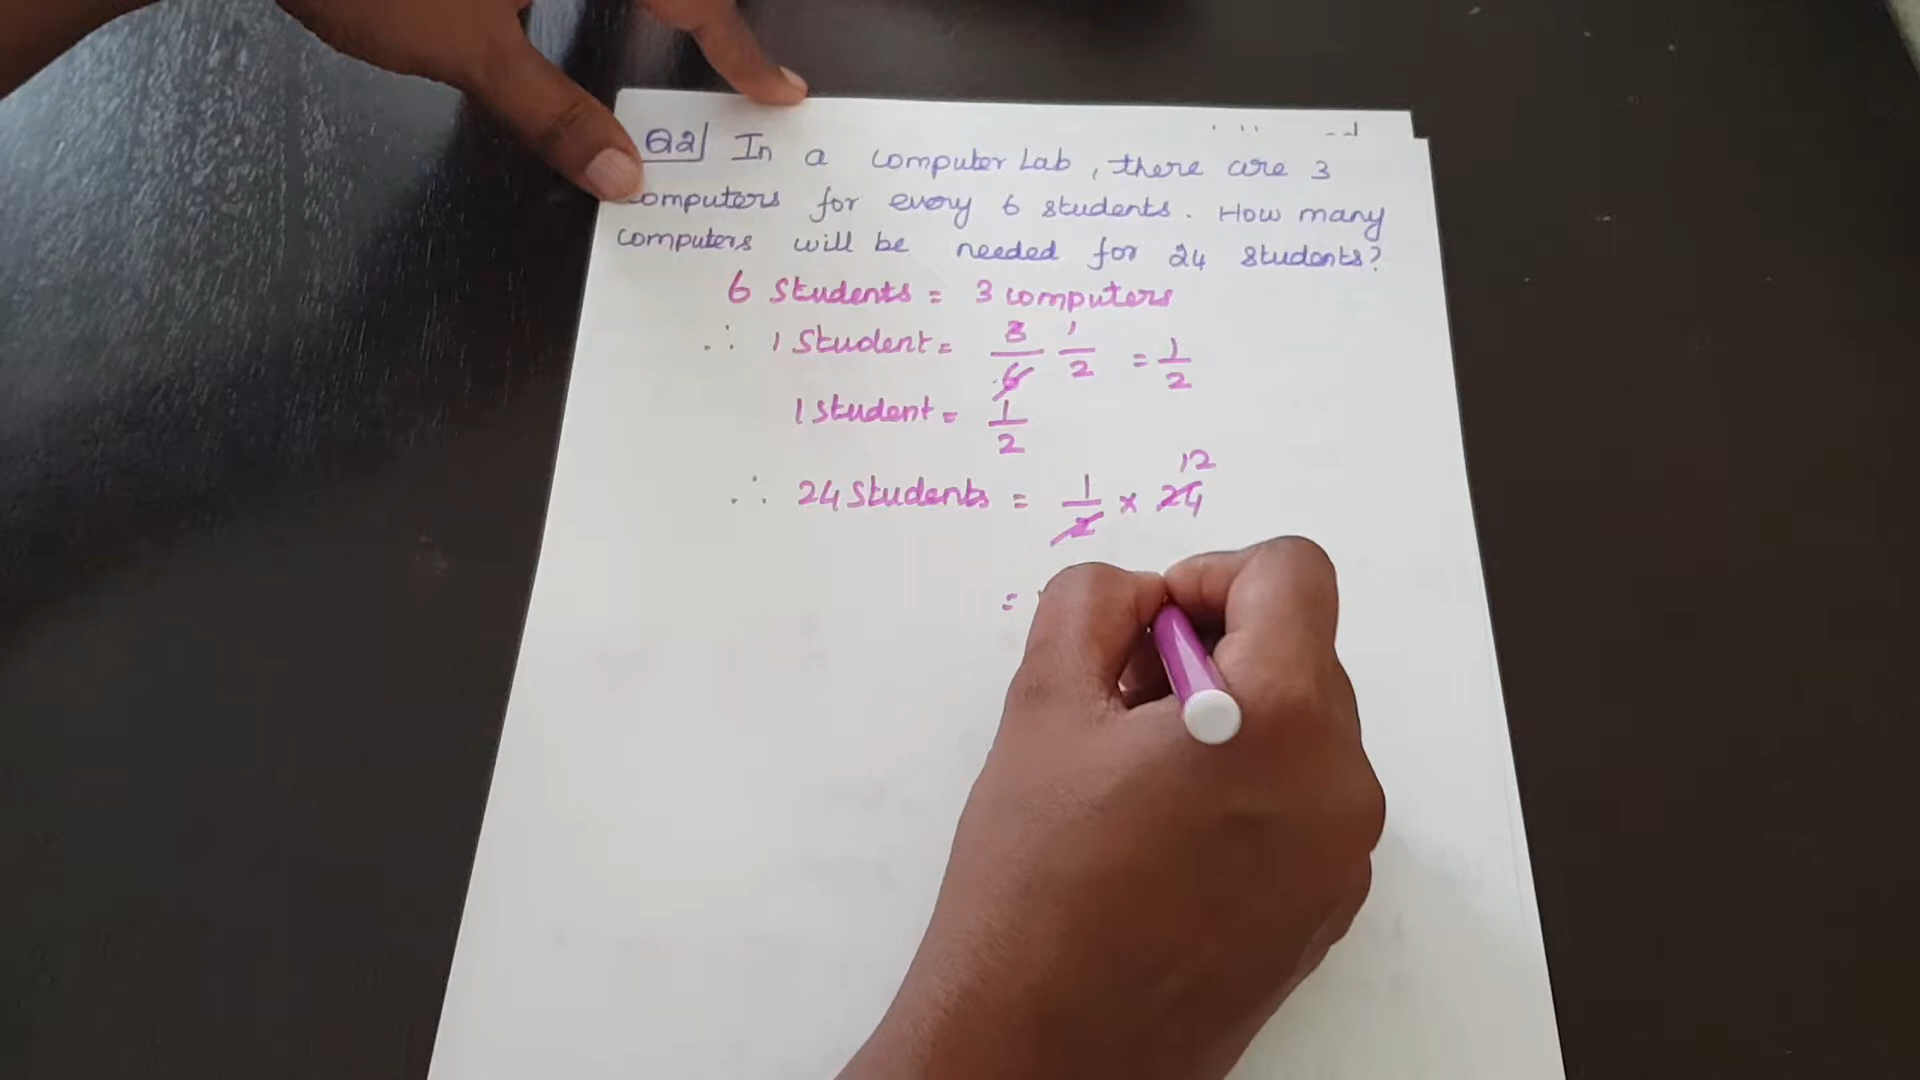 Q2 In a computer Lab, there are 3
computers for every 6 students. How many
computers will be needed for 24 students?
6 Students = 3 computers
∴ 1 Student = 3/6 1/2 = 1/2
1 student = 1/2
∴ 24 Students = 1/2 × 24 12
=